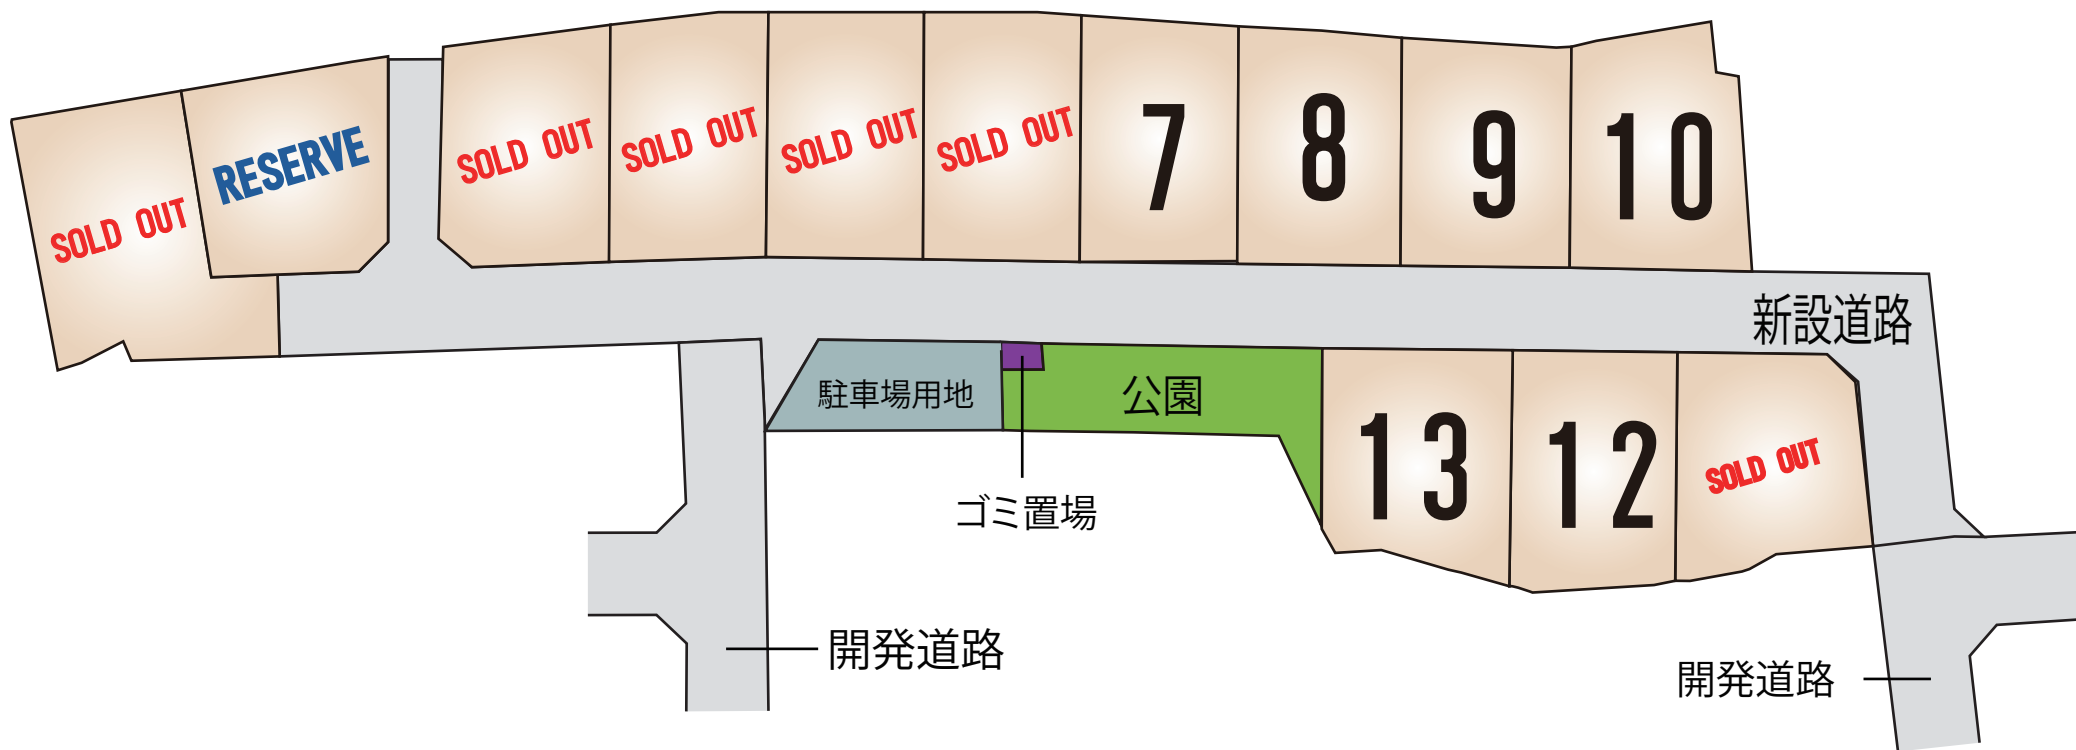 SOLD OUT
RESERVE
SOLD OUT
SOLD OUT
SOLD OUT
SOLD OUT
7
8
9
10
新設道路
駐車場用地
公園
13
12
SOLD OUT
ゴミ置場
開発道路
開発道路